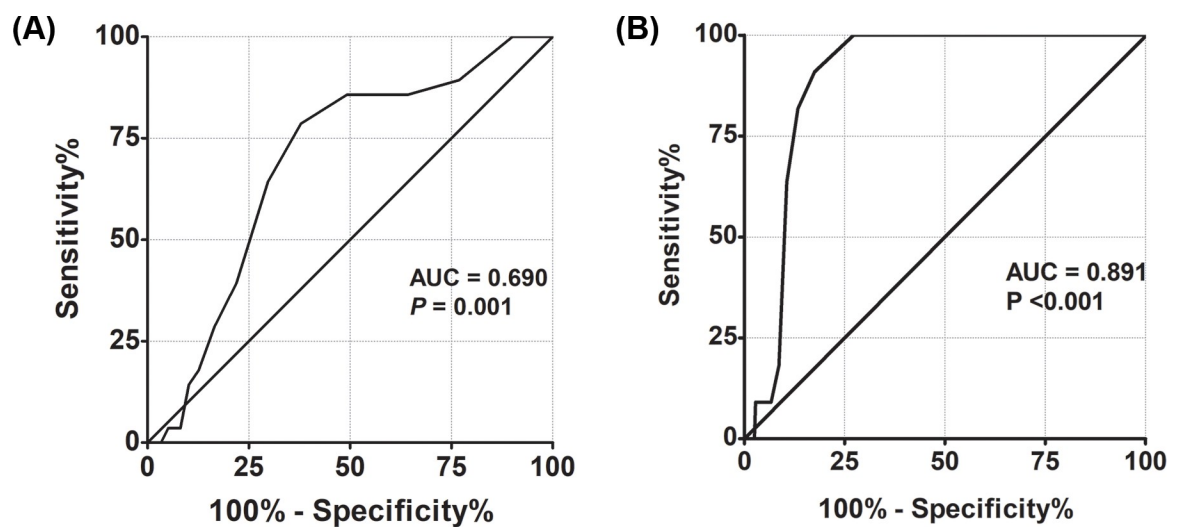 (A)
100
75
50
25
0
Sensitivity%
AUC = 0.690
P = 0.001
0 25 50 75 100
100% - Specificity%
(B)
100
75
50
25
0
Sensitivity%
AUC = 0.891
P <0.001
0 25 50 75 100
100% - Specificity%